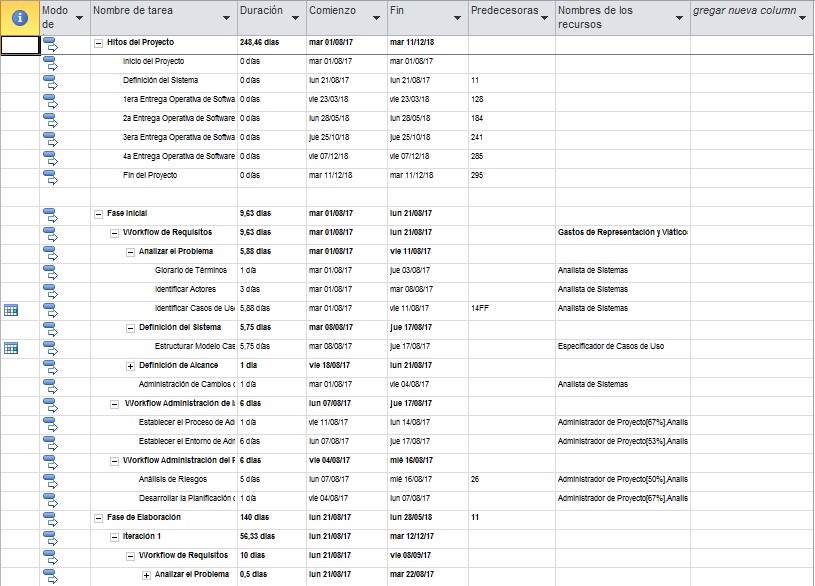 Modo de Nombre de tarea Duración Comienzo Fin Predecesoras Nombres de los recursos gregar nueva column
Hitos del Proyecto 248,46 días mar 01/08/17 mar 11/12/18
Inicio del Proyecto 0 días mar 01/08/17 mar 01/08/17
Definición del Sistema 0 días lun 21/08/17 lun 21/08/17 11
1era Entrega Operativa de Softwa 0 días vie 23/03/18 vie 23/03/18 128
2a Entrega Operativa de Software 0 días lun 28/05/18 lun 28/05/18 184
3era Entrega Operativa de Softwa 0 días jue 25/10/18 jue 25/10/18 241
4a Entrega Operativa de Software 0 días vie 07/12/18 vie 07/12/18 285
Fin del Proyecto 0 días mar 11/12/18 mar 11/12/18 295
Fase Inicial 9,63 días mar 01/08/17 lun 21/08/17
Workflow de Requisitos 9,63 días mar 01/08/17 lun 21/08/17 Gastos de Representación y Viático
Analizar el Problema 5,88 días mar 01/08/17 vie 11/08/17
Glorario de Términos 1 día mar 01/08/17 jue 03/08/17 Analista de Sistemas
Identificar Actores 3 días mar 01/08/17 mar 08/08/17 Analista de Sistemas
Identificar Casos de Us 5,88 días mar 01/08/17 vie 11/08/17 14FF Analista de Sistemas
Definición del Sistema 5,75 días mar 08/08/17 jue 17/08/17
Estructurar Modelo Cas 5,75 días mar 08/08/17 jue 17/08/17 Especificador de Casos de Uso
Definición de Alcance 1 día vie 18/08/17 lun 21/08/17
Administración de Cambios 1 día mar 01/08/17 vie 04/08/17 Analista de Sistemas
Workflow Administración de 6 días lun 07/08/17 jue 17/08/17
Establecer el Proceso de Ad 1 día vie 11/08/17 lun 14/08/17 Administrador de Proyecto[67%],Analis
Establecer el Entorno de Adm 6 días lun 07/08/17 jue 17/08/17 Administrador de Proyecto[53%],Analis
Workflow Administración del 6 días vie 04/08/17 mié 16/08/17
Análisis de Riesgos 5 días lun 07/08/17 mié 16/08/17 26 Administrador de Proyecto[50%],Analis
Desarrollar la Planificación 1 día vie 04/08/17 lun 07/08/17 Administrador de Proyecto[67%],Analis
Fase de Elaboración 140 días lun 21/08/17 lun 28/05/18 11
Iteración 1 56,33 días lun 21/08/17 mar 12/12/17
Workflow de Requisitos 10 días lun 21/08/17 vie 08/09/17
Analizar el Problema 0,5 días lun 21/08/17 mar 22/08/17